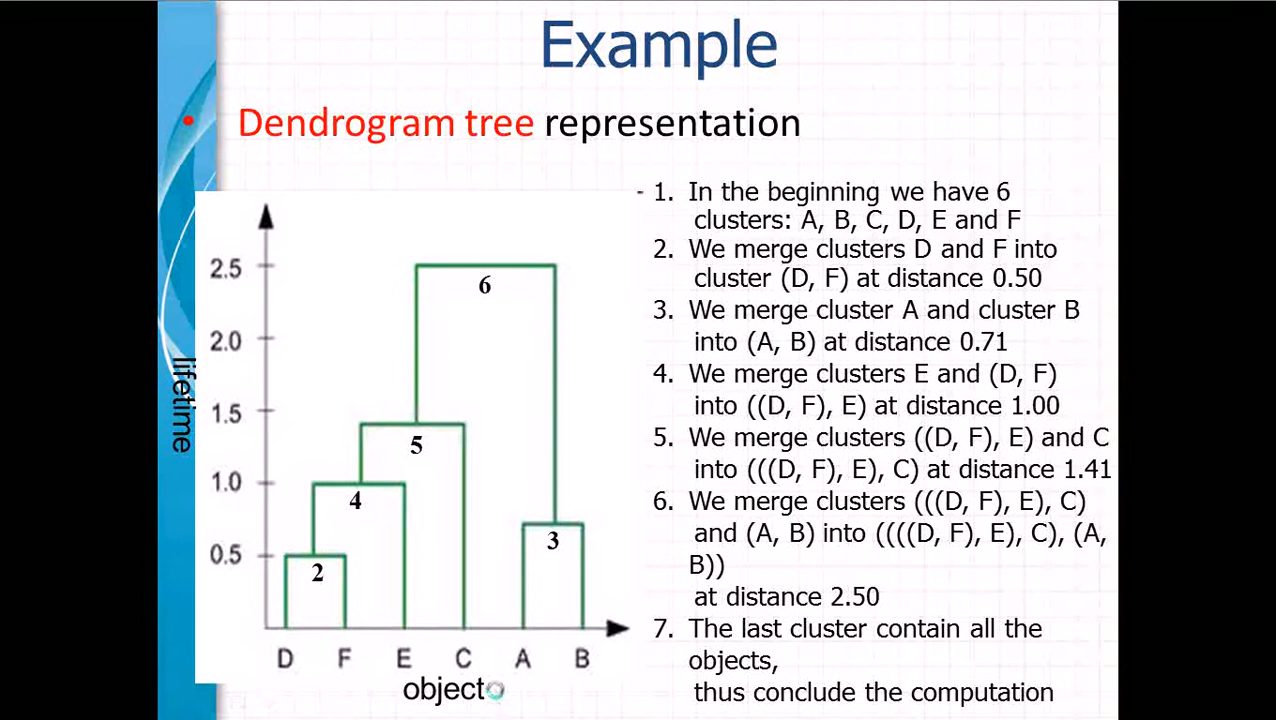 Example
• Dendrogram tree representation
- 1. In the beginning we have 6
clusters: A, B, C, D, E and F
2. We merge clusters D and F into
cluster (D, F) at distance 0.50
3. We merge cluster A and cluster B
into (A, B) at distance 0.71
4. We merge clusters E and (D, F)
into ((D, F), E) at distance 1.00
5. We merge clusters ((D, F), E) and C
into (((D, F), E), C) at distance 1.41
6. We merge clusters (((D, F), E), C)
and (A, B) into ((((D, F), E), C), (A,
B))
at distance 2.50
7. The last cluster contain all the
objects,
thus conclude the computation
lifetime
2.5
2.0
1.5
1.0
0.5
6
5
4
3
2
D F E C A B
object